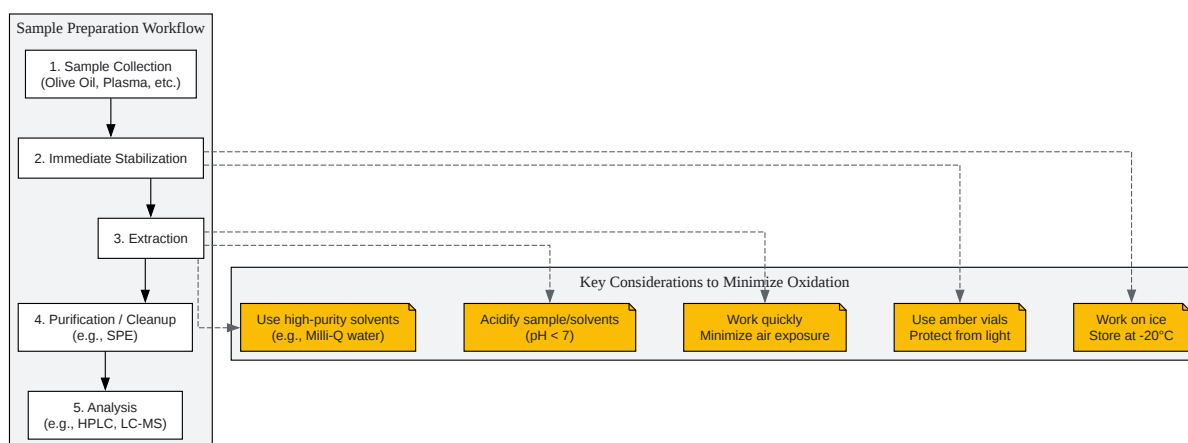 Sample Preparation Workflow
1. Sample Collection
(Olive Oil, Plasma, etc.)
2. Immediate Stabilization
3. Extraction
4. Purification / Cleanup
(e.g., SPE)
5. Analysis
(e.g., HPLC, LC-MS)
Key Considerations to Minimize Oxidation
Use high-purity solvents
(e.g., Milli-Q water)
Acidify sample/solvents
(pH < 7)
Work quickly
Minimize air exposure
Use amber vials
Protect from light
Work on ice
Store at -20°C